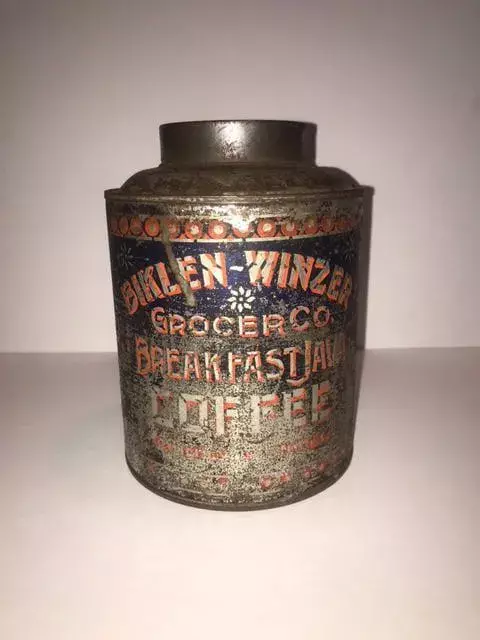 BIKLEN-WINZER
GROCER CO.
BREAKFAST JAVA
COFFEE